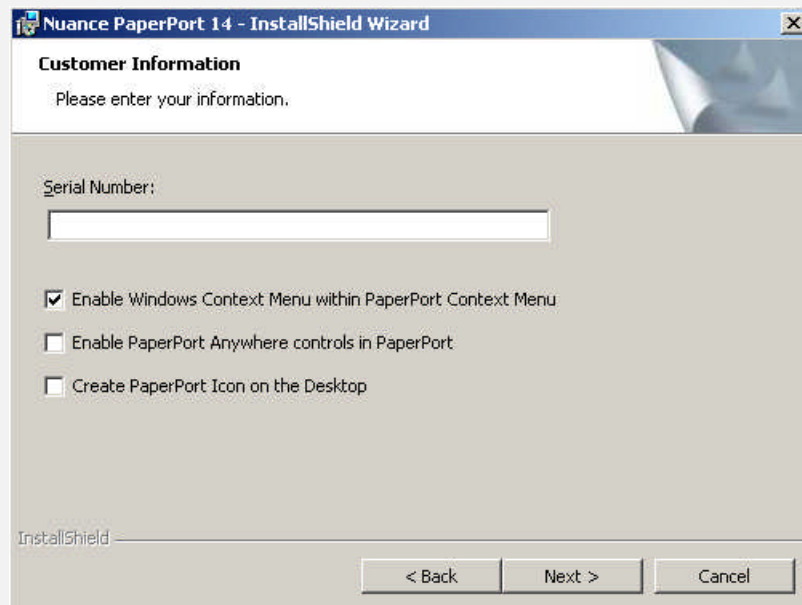 Nuance PaperPort 14 - InstallShield Wizard
Customer Information
Please enter your information.
Serial Number:
Enable Windows Context Menu within PaperPort Context Menu
Enable PaperPort Anywhere controls in PaperPort
Create PaperPort Icon on the Desktop
InstallShield
< Back Next > Cancel